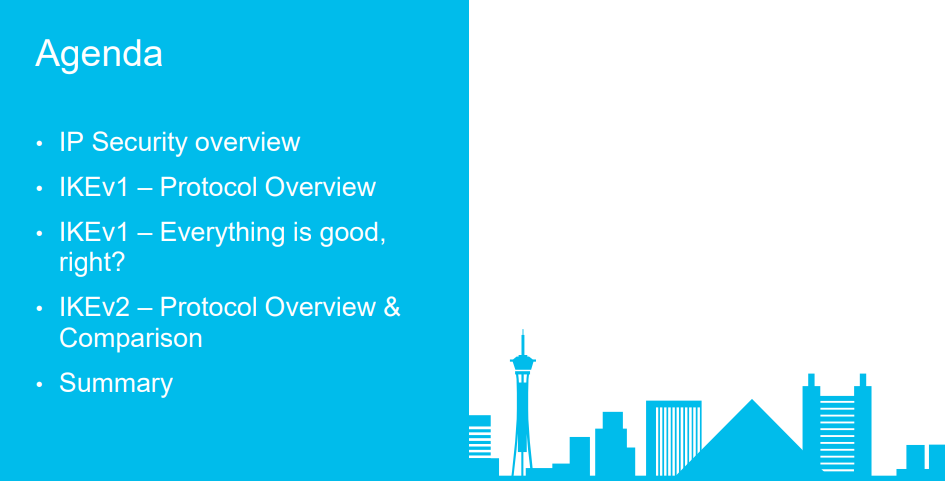 Agenda
• IP Security overview
• IKEv1 – Protocol Overview
• IKEv1 – Everything is good,
right?
• IKEv2 – Protocol Overview &
Comparison
• Summary